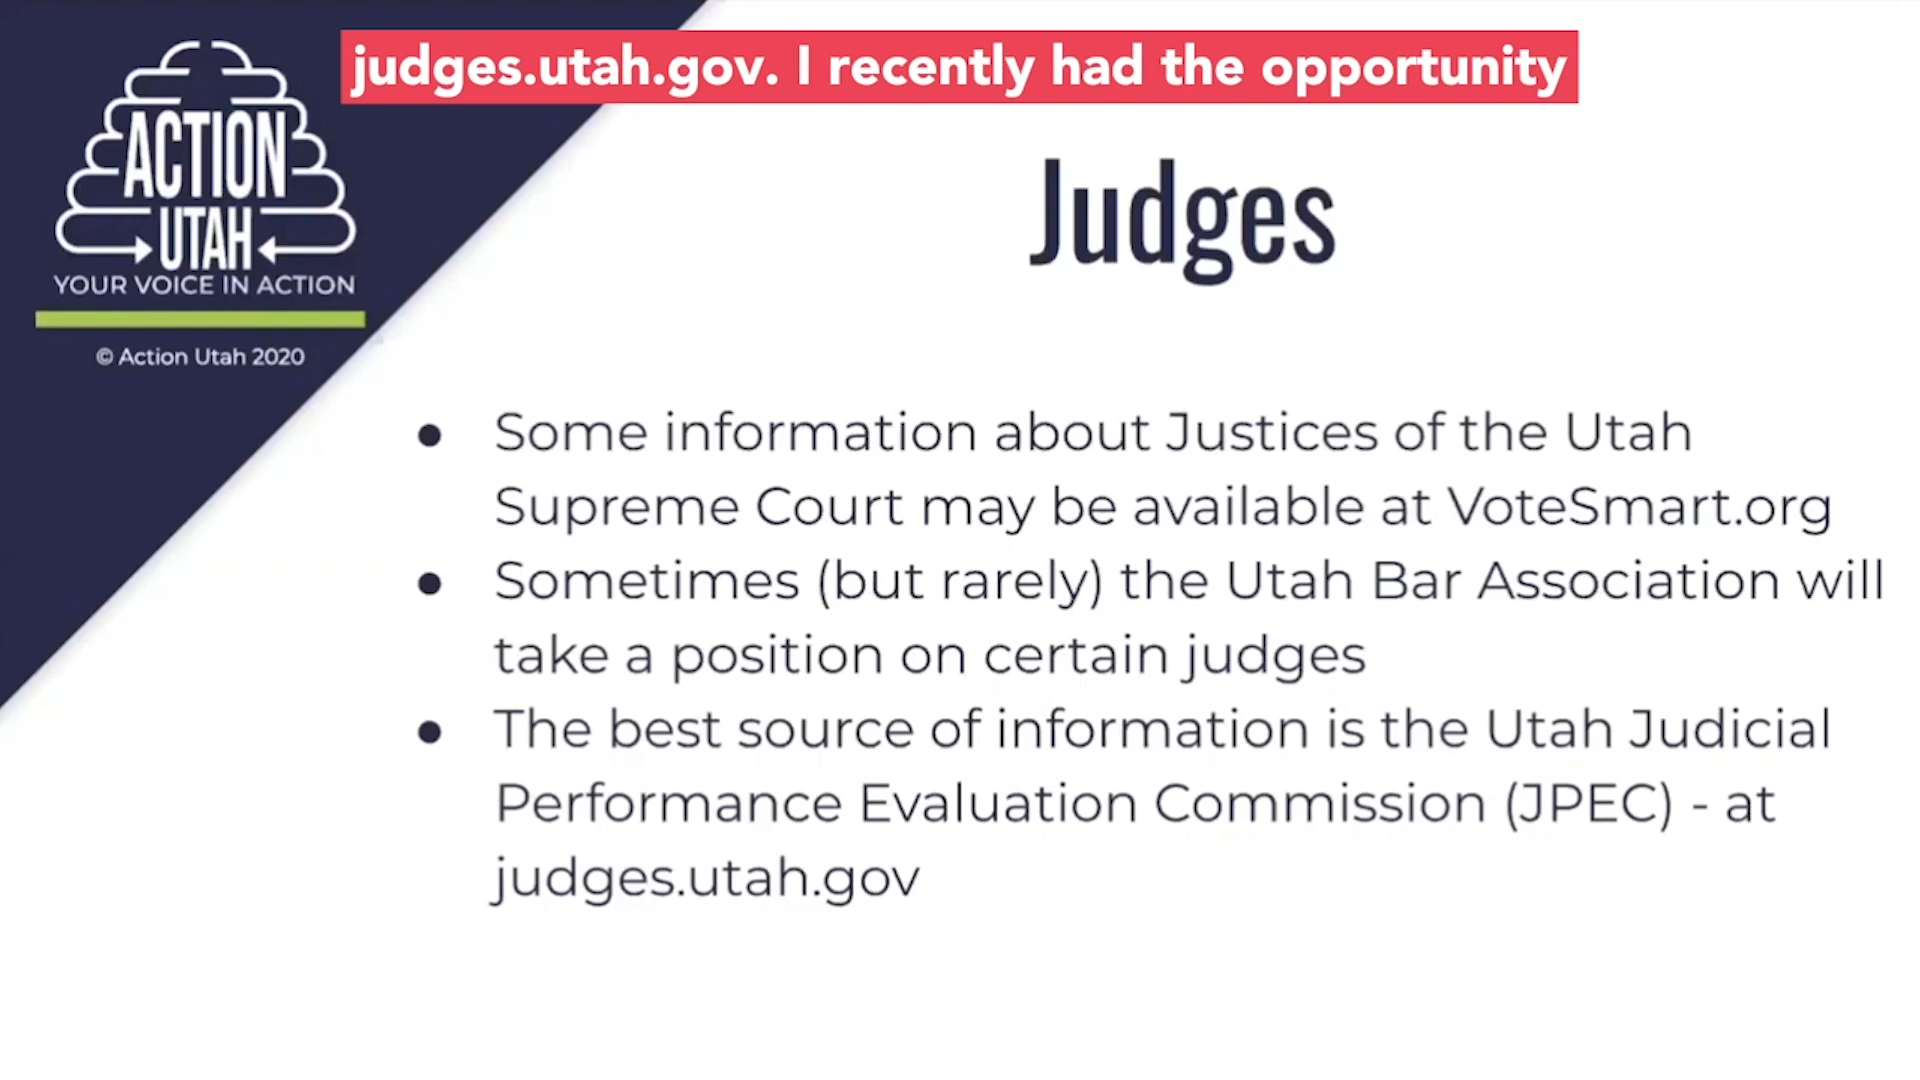 judges.utah.gov. I recently had the opportunity
ACTION
UTAH
YOUR VOICE IN ACTION
© Action Utah 2020
Judges
● Some information about Justices of the Utah
Supreme Court may be available at VoteSmart.org
● Sometimes (but rarely) the Utah Bar Association will
take a position on certain judges
● The best source of information is the Utah Judicial
Performance Evaluation Commission (JPEC) - at
judges.utah.gov